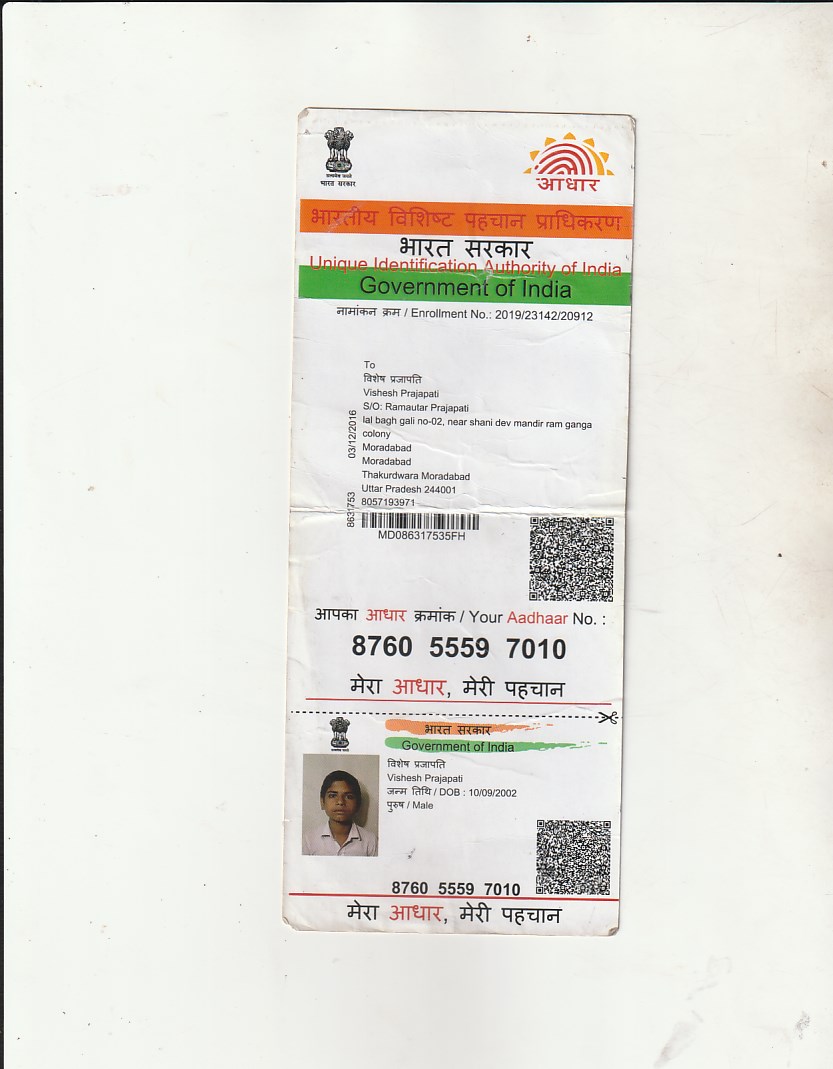 सत्यमेव जयते
भारत सरकार
आधार
भारतीय विशिष्ट पहचान प्राधिकरण
भारत सरकार
Unique Identification Authority of India
Government of India
नामांकन क्रम / Enrollment No.: 2019/23142/20912
To
विशेष प्रजापति
Vishesh Prajapati
S/O: Ramautar Prajapati
lal bagh gali no-02, near shani dev mandir ram ganga
colony
Moradabad
Moradabad
Thakurdwara Moradabad
Uttar Pradesh 244001
8057193971
03/12/2016
8631753
MD086317535FH
आपका आधार क्रमांक / Your Aadhaar No. :
8760 5559 7010
मेरा आधार, मेरी पहचान
भारत सरकार
Government of India
विशेष प्रजापति
Vishesh Prajapati
जन्म तिथि / DOB : 10/09/2002
पुरुष / Male
8760 5559 7010
मेरा आधार, मेरी पहचान